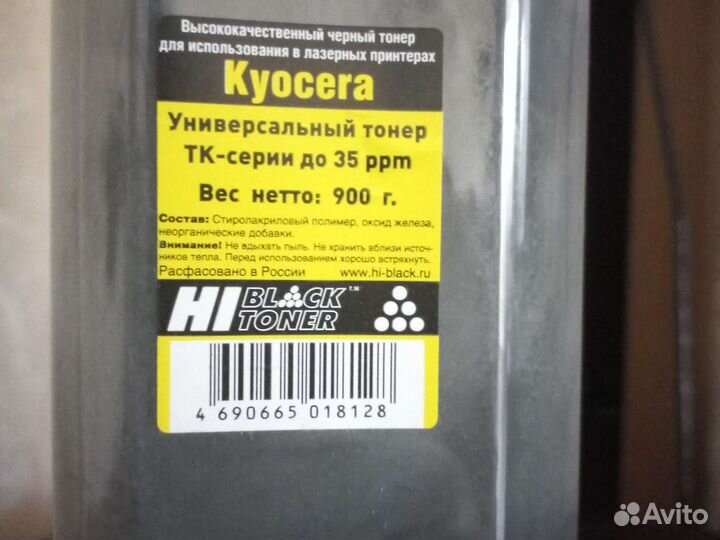 Высококачественный черный тонер
для использования в лазерных принтерах
Kyocera
Универсальный тонер
TK-серии до 35 ppm
Вес нетто: 900 г.
Состав: Стиролакриловый полимер, оксид железа,
неорганические добавки.
Внимание! Не вдыхать пыль. Не хранить вблизи источ-
ников тепла. Перед использованием хорошо встряхнуть.
Расфасовано в России www.hi-black.ru
HI BLACK TONER ™
4 690665 018128
Avito